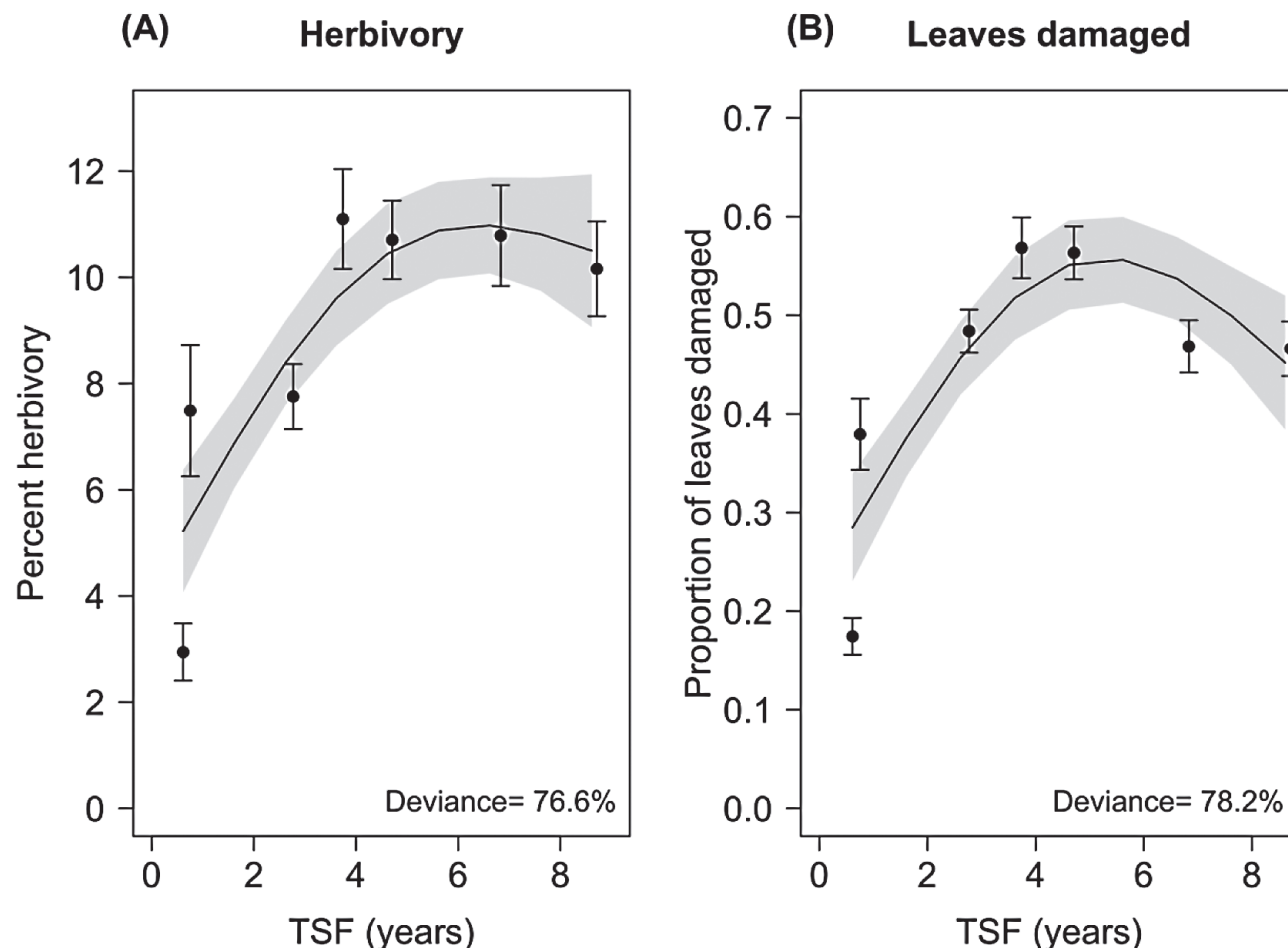 (A) Herbivory
Percent herbivory
12
10
8
6
4
2
0
Deviance= 76.6%
0 2 4 6 8
TSF (years)
(B) Leaves damaged
Proportion of leaves damaged
0.7
0.6
0.5
0.4
0.3
0.2
0.1
0.0
Deviance= 78.2%
0 2 4 6 8
TSF (years)